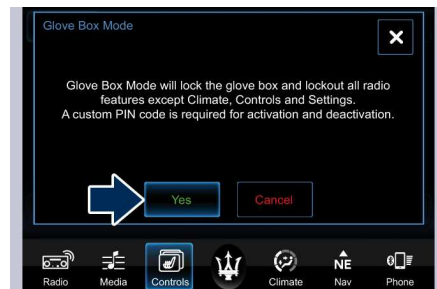 Glove Box Mode
Glove Box Mode will lock the glove box and lockout all radio
features except Climate, Controls and Settings.
A custom PIN code is required for activation and deactivation.
Yes
Cancel
NE
Radio
Media
Controls
Climate
Nav
Phone